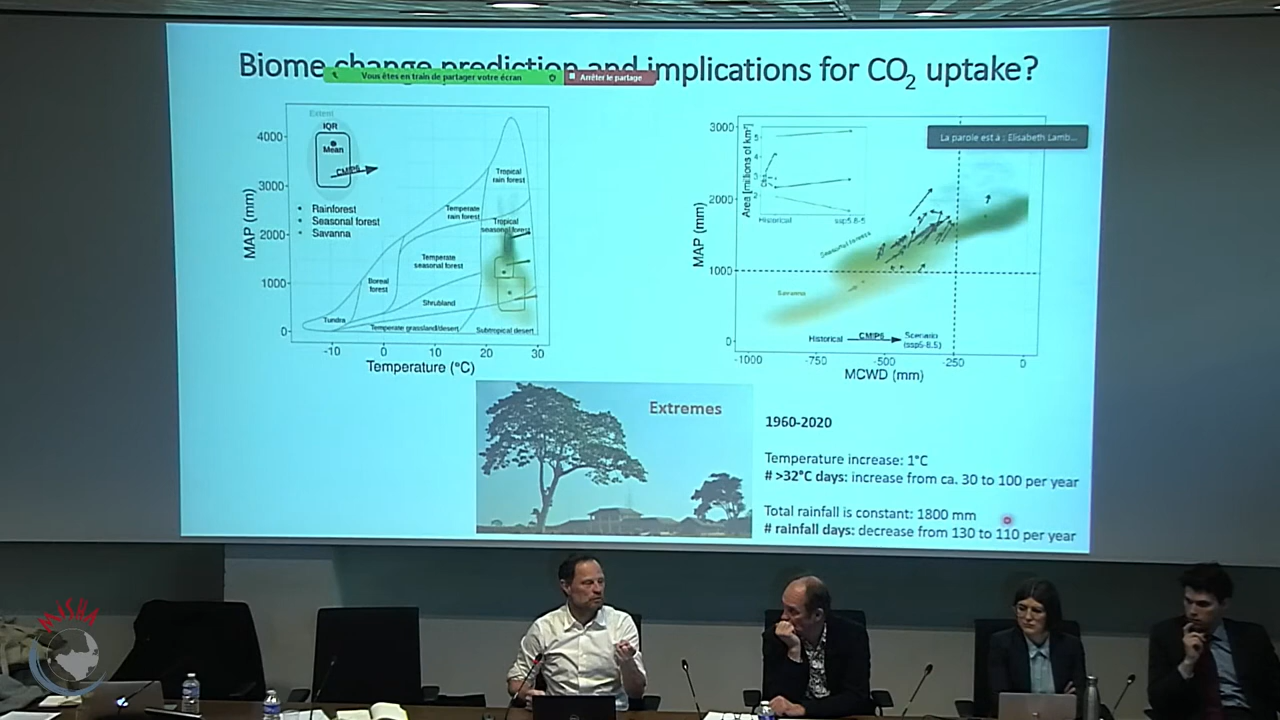 Biome change prediction and implications for CO₂ uptake?
Vous êtes en train de partager votre écran
Arrêter le partage
Extent
IQR
Mean
CMIP6
Rainforest
Seasonal forest
Savanna
MAP (mm)
4000
3000
2000
1000
0
Tropical
rain forest
Temperate
rain forest
Tropical
seasonal forest
Temperate
seasonal forest
Boreal
forest
Shrubland
Tundra
Temperate grassland/desert
Subtropical desert
-10
0
10
20
30
Temperature (°C)
La parole est à : Elisabeth Lamb...
MAP (mm)
3000
2000
1000
0
Area [millions of km²]
5
4
3
2
Historical
ssp5.8-5
Seasonal forests
Savanna
Historical
CMIP6
Scenario
(ssp5-8.5)
-1000
-750
-500
-250
0
MCWD (mm)
Extremes
1960-2020
Temperature increase: 1°C
# >32°C days: increase from ca. 30 to 100 per year
Total rainfall is constant: 1800 mm
# rainfall days: decrease from 130 to 110 per year
MISHA